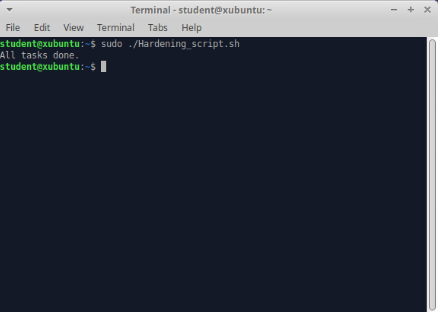 Terminal - student@xubuntu: ~
File Edit View Terminal Tabs Help
student@xubuntu:~$ sudo ./Hardening_script.sh
All tasks done.
student@xubuntu:~$